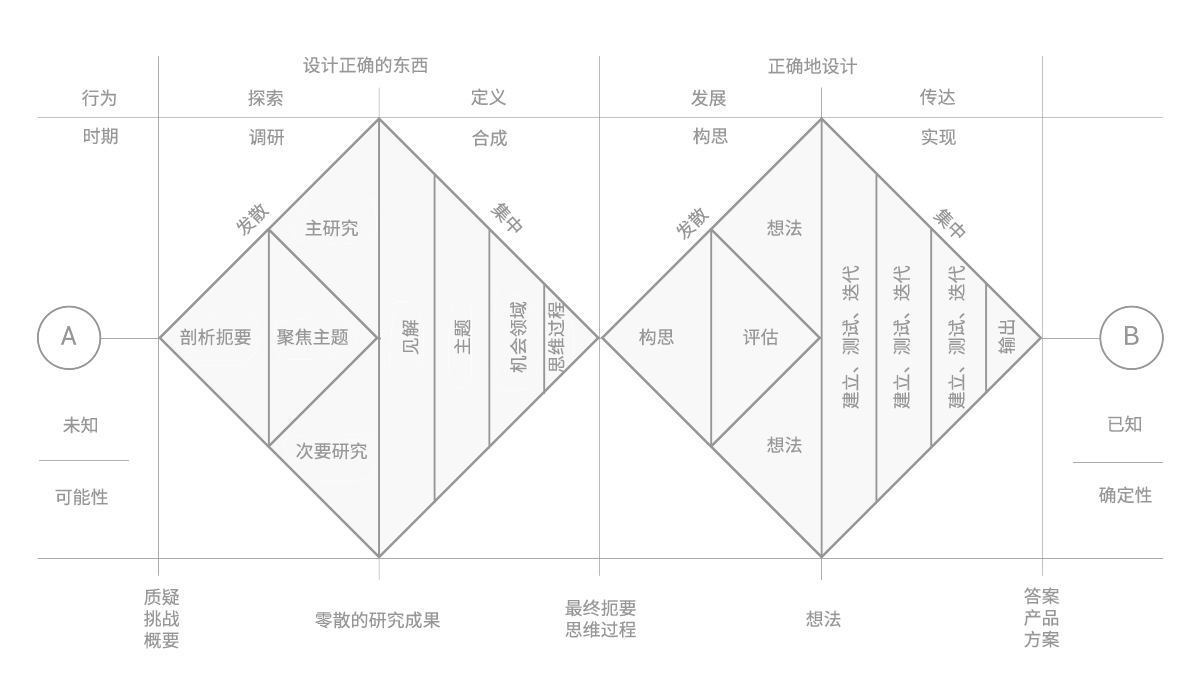 设计正确的东西
正确地设计
行为
探索
定义
发展
传达
时期
调研
合成
构思
实现
发散
集中
发散
集中
主研究
想法
剖析扼要
聚焦主题
见解
主题
机会领域
思维过程
构思
评估
建立、测试、迭代
建立、测试、迭代
建立、测试、迭代
输出
A
B
次要研究
想法
未知
可能性
已知
确定性
质疑
挑战
概要
零散的研究成果
最终扼要
思维过程
想法
答案
产品
方案